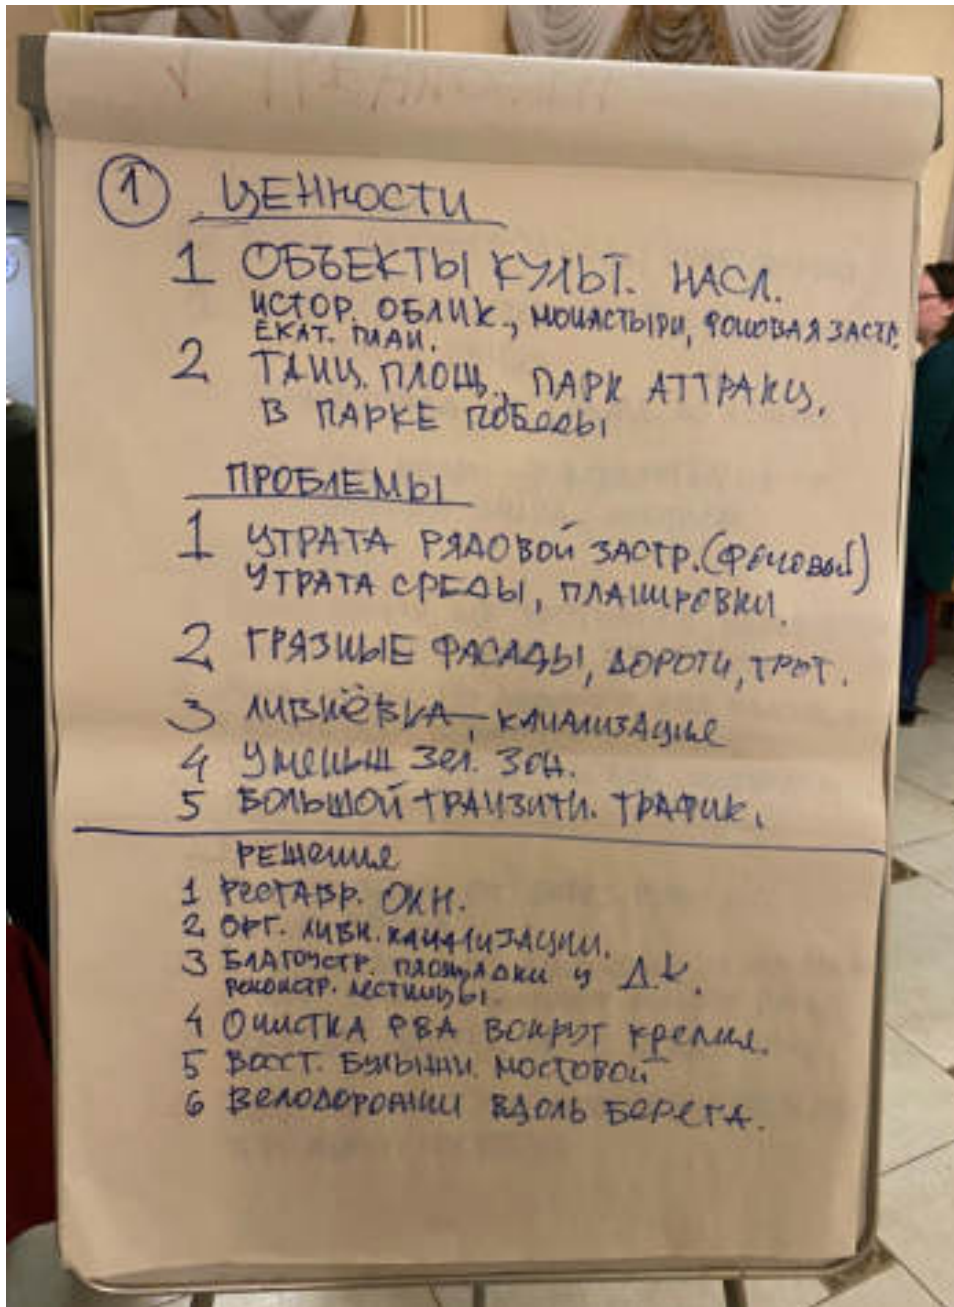 1 ЦЕННОСТИ
1 ОБЪЕКТЫ КУЛЬТ. НАСЛ.
ИСТОР. ОБЛИК., МОНАСТЫРИ, ФОНОВАЯ ЗАСТР.
ЕКАТ. ПЛАН.
2 ТАНЦ. ПЛОЩ., ПАРК АТТРАКЦ.
В ПАРКЕ ПОБЕДЫ
ПРОБЛЕМЫ
1 УТРАТА РЯДОВОЙ ЗАСТР. (ФОНОВОЙ)
УТРАТА СРЕДЫ, ПЛАНИРОВКИ.
2 ГРЯЗНЫЕ ФАСАДЫ, ДОРОГИ, ТРОТ.
3 ЛИВНЁВКА, КАНАЛИЗАЦИЯ
4 УМЕНЬШ ЗЕЛ. ЗОН.
5 БОЛЬШОЙ ТРАНЗИТН. ТРАФИК.
РЕШЕНИЯ
1 РЕСТАВР. ОКН.
2 ОРГ. ЛИВН. КАНАЛИЗАЦИИ.
3 БЛАГОУСТР. ПЛОЩАДКИ У Д.К.
РЕКОНСТР. ЛЕСТНИЦЫ.
4 ОЧИСТКА РВА ВОКРУГ КРЕМЛЯ.
5 ВОССТ. БУЛЫЖН. МОСТОВОЙ
6 ВЕЛОДОРОЖКИ ВДОЛЬ БЕРЕГА.